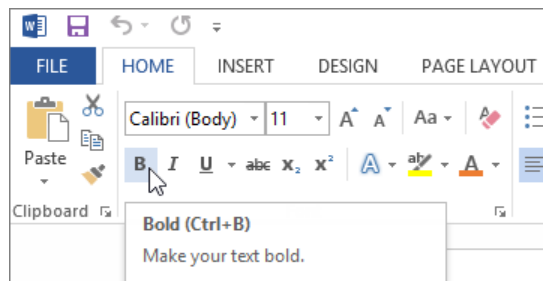 FILE HOME INSERT DESIGN PAGE LAYOUT
Calibri (Body) 11 A A Aa
Paste B I U abc X₂ X² A ab A
Clipboard
Bold (Ctrl+B)
Make your text bold.